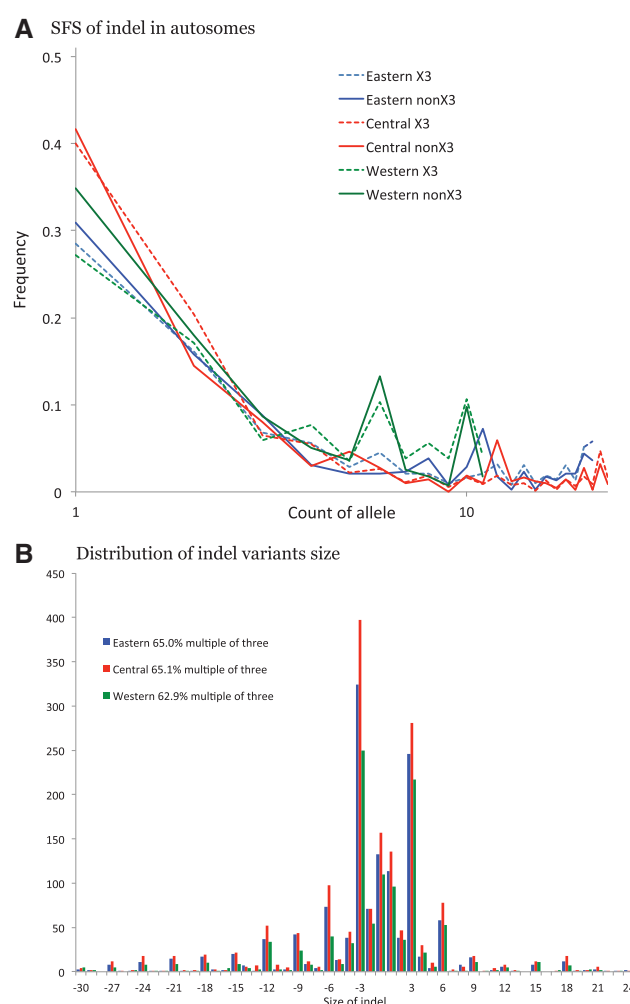 A SFS of indel in autosomes
0.5
0.4
0.3
0.2
0.1
0
Frequency
Eastern X3
Eastern nonX3
Central X3
Central nonX3
Western X3
Western nonX3
1 10
Count of allele
B Distribution of indel variants size
450
400
350
300
250
200
150
100
50
0
Eastern 65.0% multiple of three
Central 65.1% multiple of three
Western 62.9% multiple of three
-30 -27 -24 -21 -18 -15 -12 -9 -6 -3 3 6 9 12 15 18 21
Size of indel